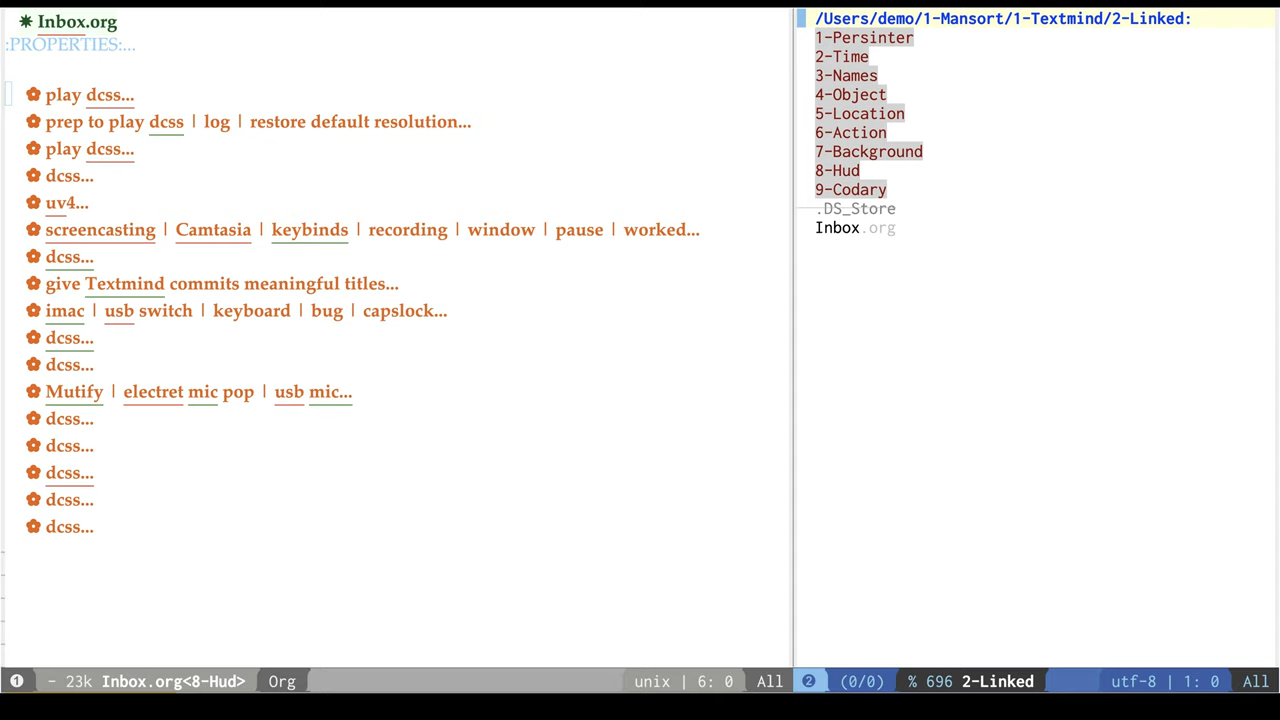 ✷ Inbox.org
:PROPERTIES:...
✿ play dcss...
✿ prep to play dcss | log | restore default resolution...
✿ play dcss...
✿ dcss...
✿ uv4...
✿ screencasting | Camtasia | keybinds | recording | window | pause | worked...
✿ dcss...
✿ give Textmind commits meaningful titles...
✿ imac | usb switch | keyboard | bug | capslock...
✿ dcss...
✿ dcss...
✿ Mutify | electret mic pop | usb mic...
✿ dcss...
✿ dcss...
✿ dcss...
✿ dcss...
✿ dcss...
❶ - 23k Inbox.org<8-Hud> Org unix | 6: 0 All
/Users/demo/1-Mansort/1-Textmind/2-Linked:
1-Persinter
2-Time
3-Names
4-Object
5-Location
6-Action
7-Background
8-Hud
9-Codary
.DS_Store
Inbox.org
❷ (0/0) % 696 2-Linked utf-8 | 1: 0 All